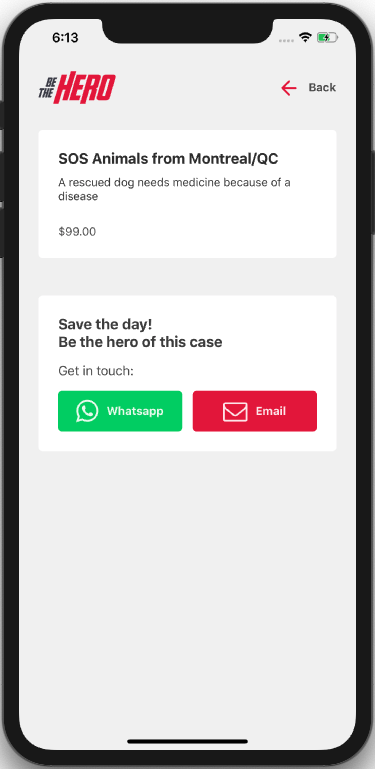 6:13
BE THE HERO
Back
SOS Animals from Montreal/QC
A rescued dog needs medicine because of a
disease
$99.00
Save the day!
Be the hero of this case
Get in touch:
Whatsapp
Email